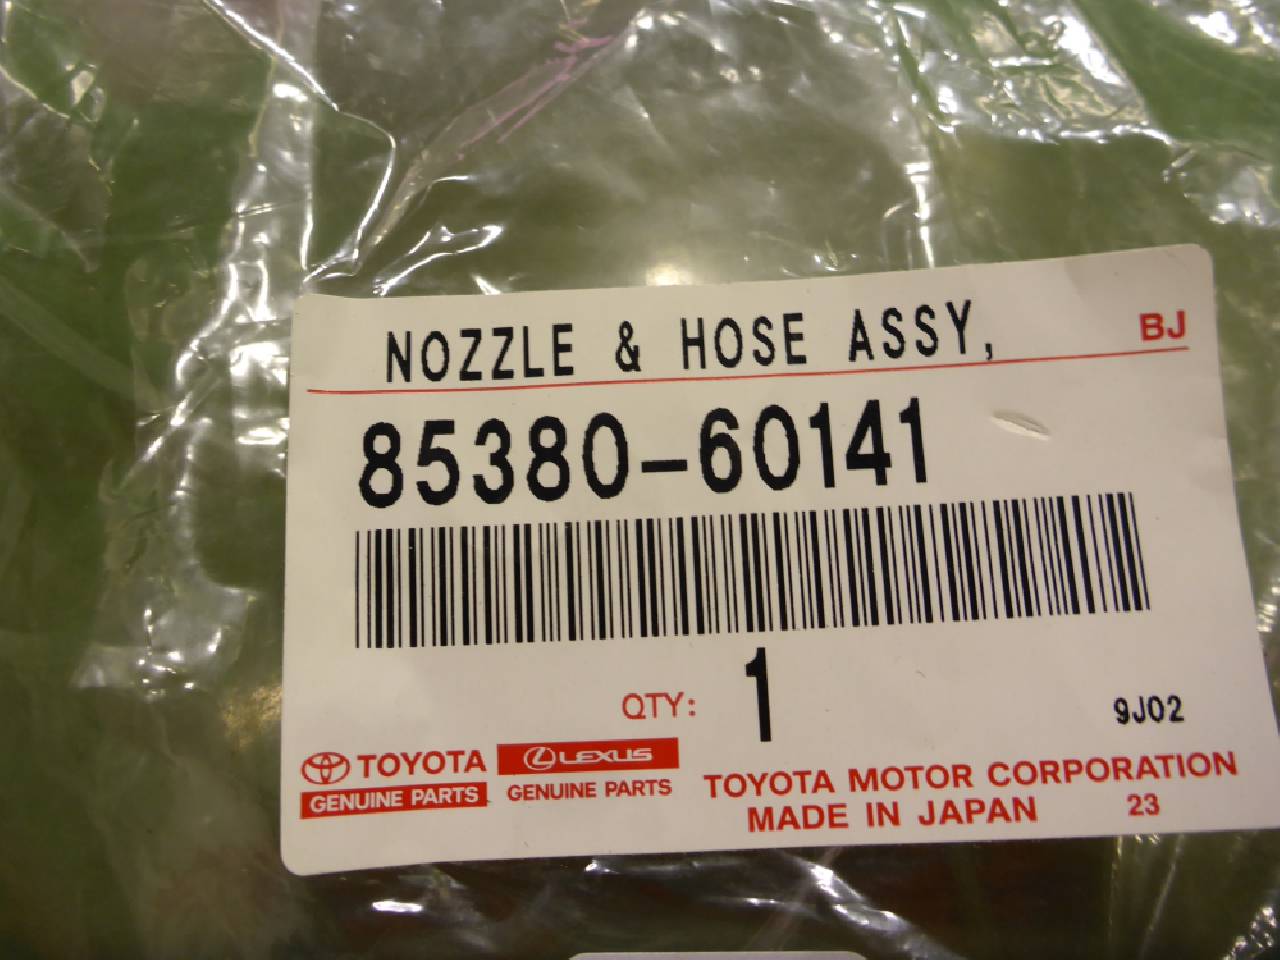 NOZZLE & HOSE ASSY, BJ
85380-60141
QTY: 1
9J02
TOYOTA LEXUS
GENUINE PARTS GENUINE PARTS
TOYOTA MOTOR CORPORATION
MADE IN JAPAN 23